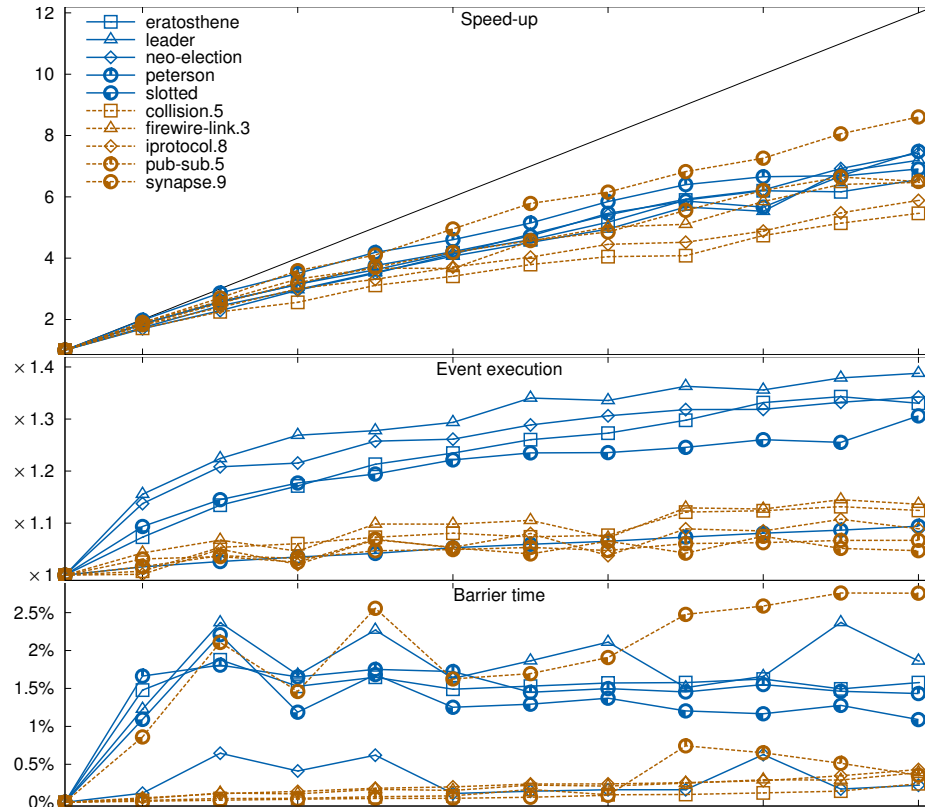 Speed-up
12
10
8
6
4
2
eratosthene
leader
neo-election
peterson
slotted
collision.5
firewire-link.3
iprotocol.8
pub-sub.5
synapse.9
Event execution
× 1.4
× 1.3
× 1.2
× 1.1
× 1
Barrier time
2.5%
2%
1.5%
1%
0.5%
0%